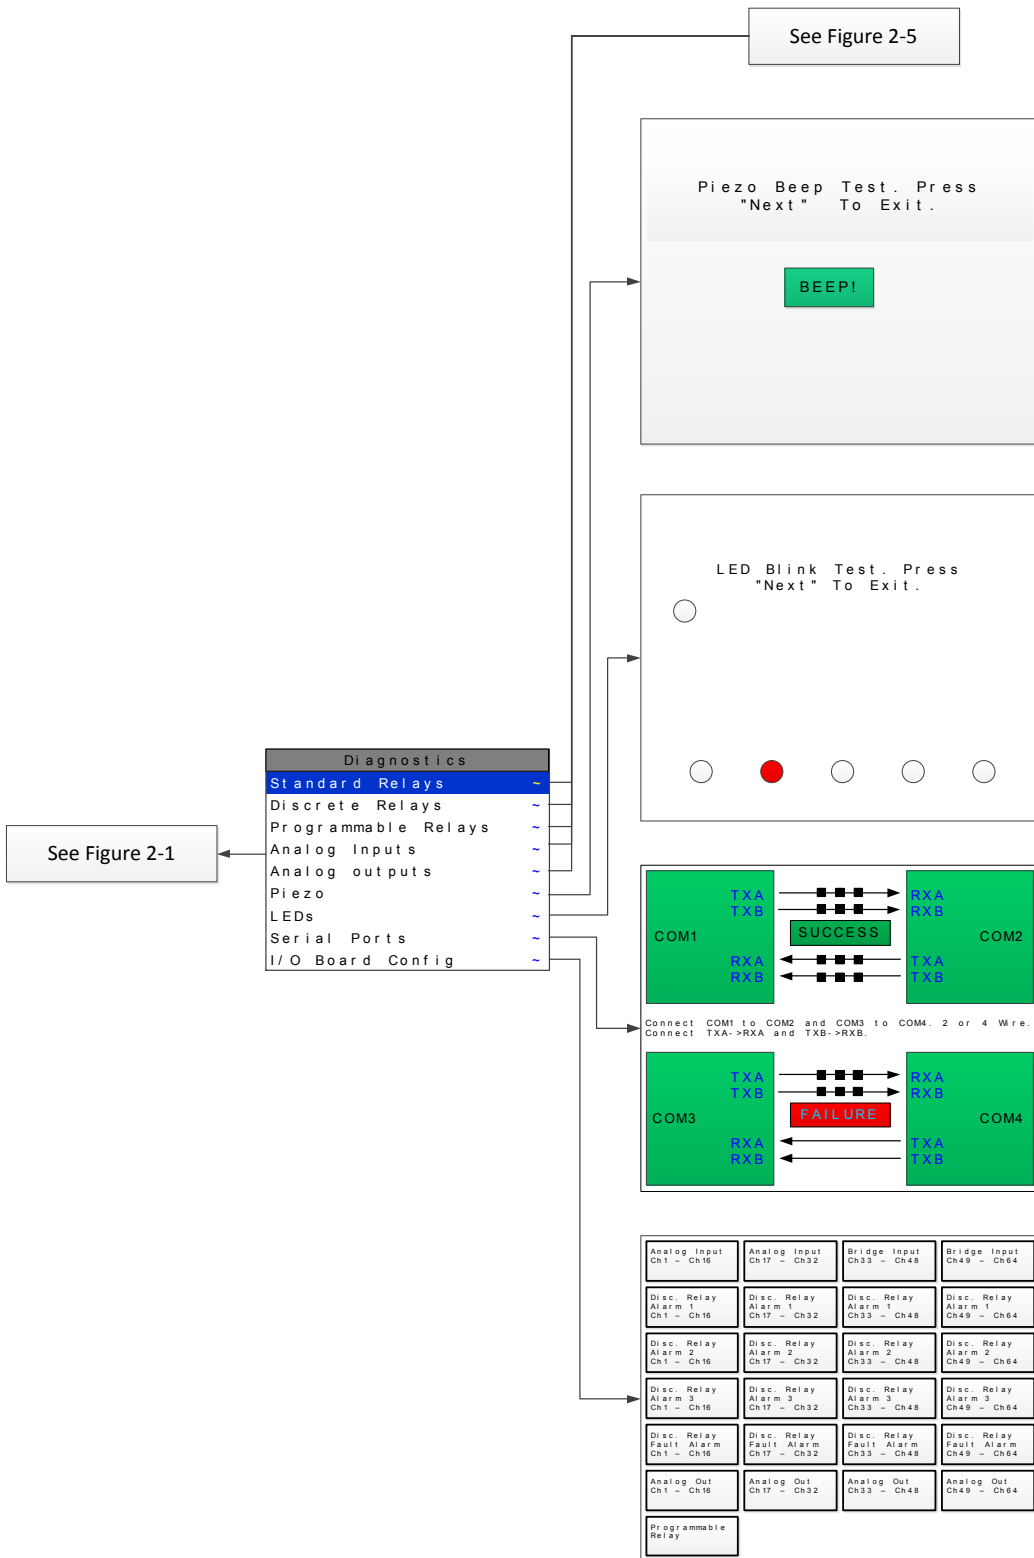 See Figure 2-5
Piezo Beep Test. Press
"Next" To Exit.
BEEP!
LED Blink Test. Press
"Next" To Exit.
Diagnostics
Standard Relays ~
Discrete Relays ~
Programmable Relays ~
Analog Inputs ~
Analog outputs ~
Piezo ~
LEDs ~
Serial Ports ~
I/O Board Config ~
See Figure 2-1
TXA RXA
TXB RXB
COM1 SUCCESS COM2
RXA TXA
RXB TXB
Connect COM1 to COM2 and COM3 to COM4. 2 or 4 Wire.
Connect TXA->RXA and TXB->RXB.
TXA RXA
TXB RXB
COM3 FAILURE COM4
RXA TXA
RXB TXB
Analog Input
Ch1 – Ch16
Analog Input
Ch17 – Ch32
Bridge Input
Ch33 – Ch48
Bridge Input
Ch49 – Ch64
Disc. Relay
Alarm 1
Ch1 – Ch16
Disc. Relay
Alarm 1
Ch17 – Ch32
Disc. Relay
Alarm 1
Ch33 – Ch48
Disc. Relay
Alarm 1
Ch49 – Ch64
Disc. Relay
Alarm 2
Ch1 – Ch16
Disc. Relay
Alarm 2
Ch17 – Ch32
Disc. Relay
Alarm 2
Ch33 – Ch48
Disc. Relay
Alarm 2
Ch49 – Ch64
Disc. Relay
Alarm 3
Ch1 – Ch16
Disc. Relay
Alarm 3
Ch17 – Ch32
Disc. Relay
Alarm 3
Ch33 – Ch48
Disc. Relay
Alarm 3
Ch49 – Ch64
Disc. Relay
Fault Alarm
Ch1 – Ch16
Disc. Relay
Fault Alarm
Ch17 – Ch32
Disc. Relay
Fault Alarm
Ch33 – Ch48
Disc. Relay
Fault Alarm
Ch49 – Ch64
Analog Out
Ch1 – Ch16
Analog Out
Ch17 – Ch32
Analog Out
Ch33 – Ch48
Analog Out
Ch49 – Ch64
Programmable
Relay